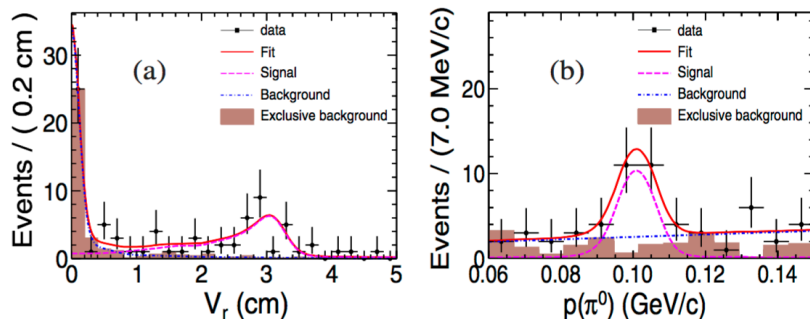 Events / ( 0.2 cm )
30
20
10
0
(a)
data
Fit
Signal
Background
Exclusive background
0 1 2 3 4 5
V_r (cm)
Events / (7.0 MeV/c)
20
10
0
(b)
data
Fit
Signal
Background
Exclusive background
0.06 0.08 0.10 0.12 0.14
p(π⁰) (GeV/c)